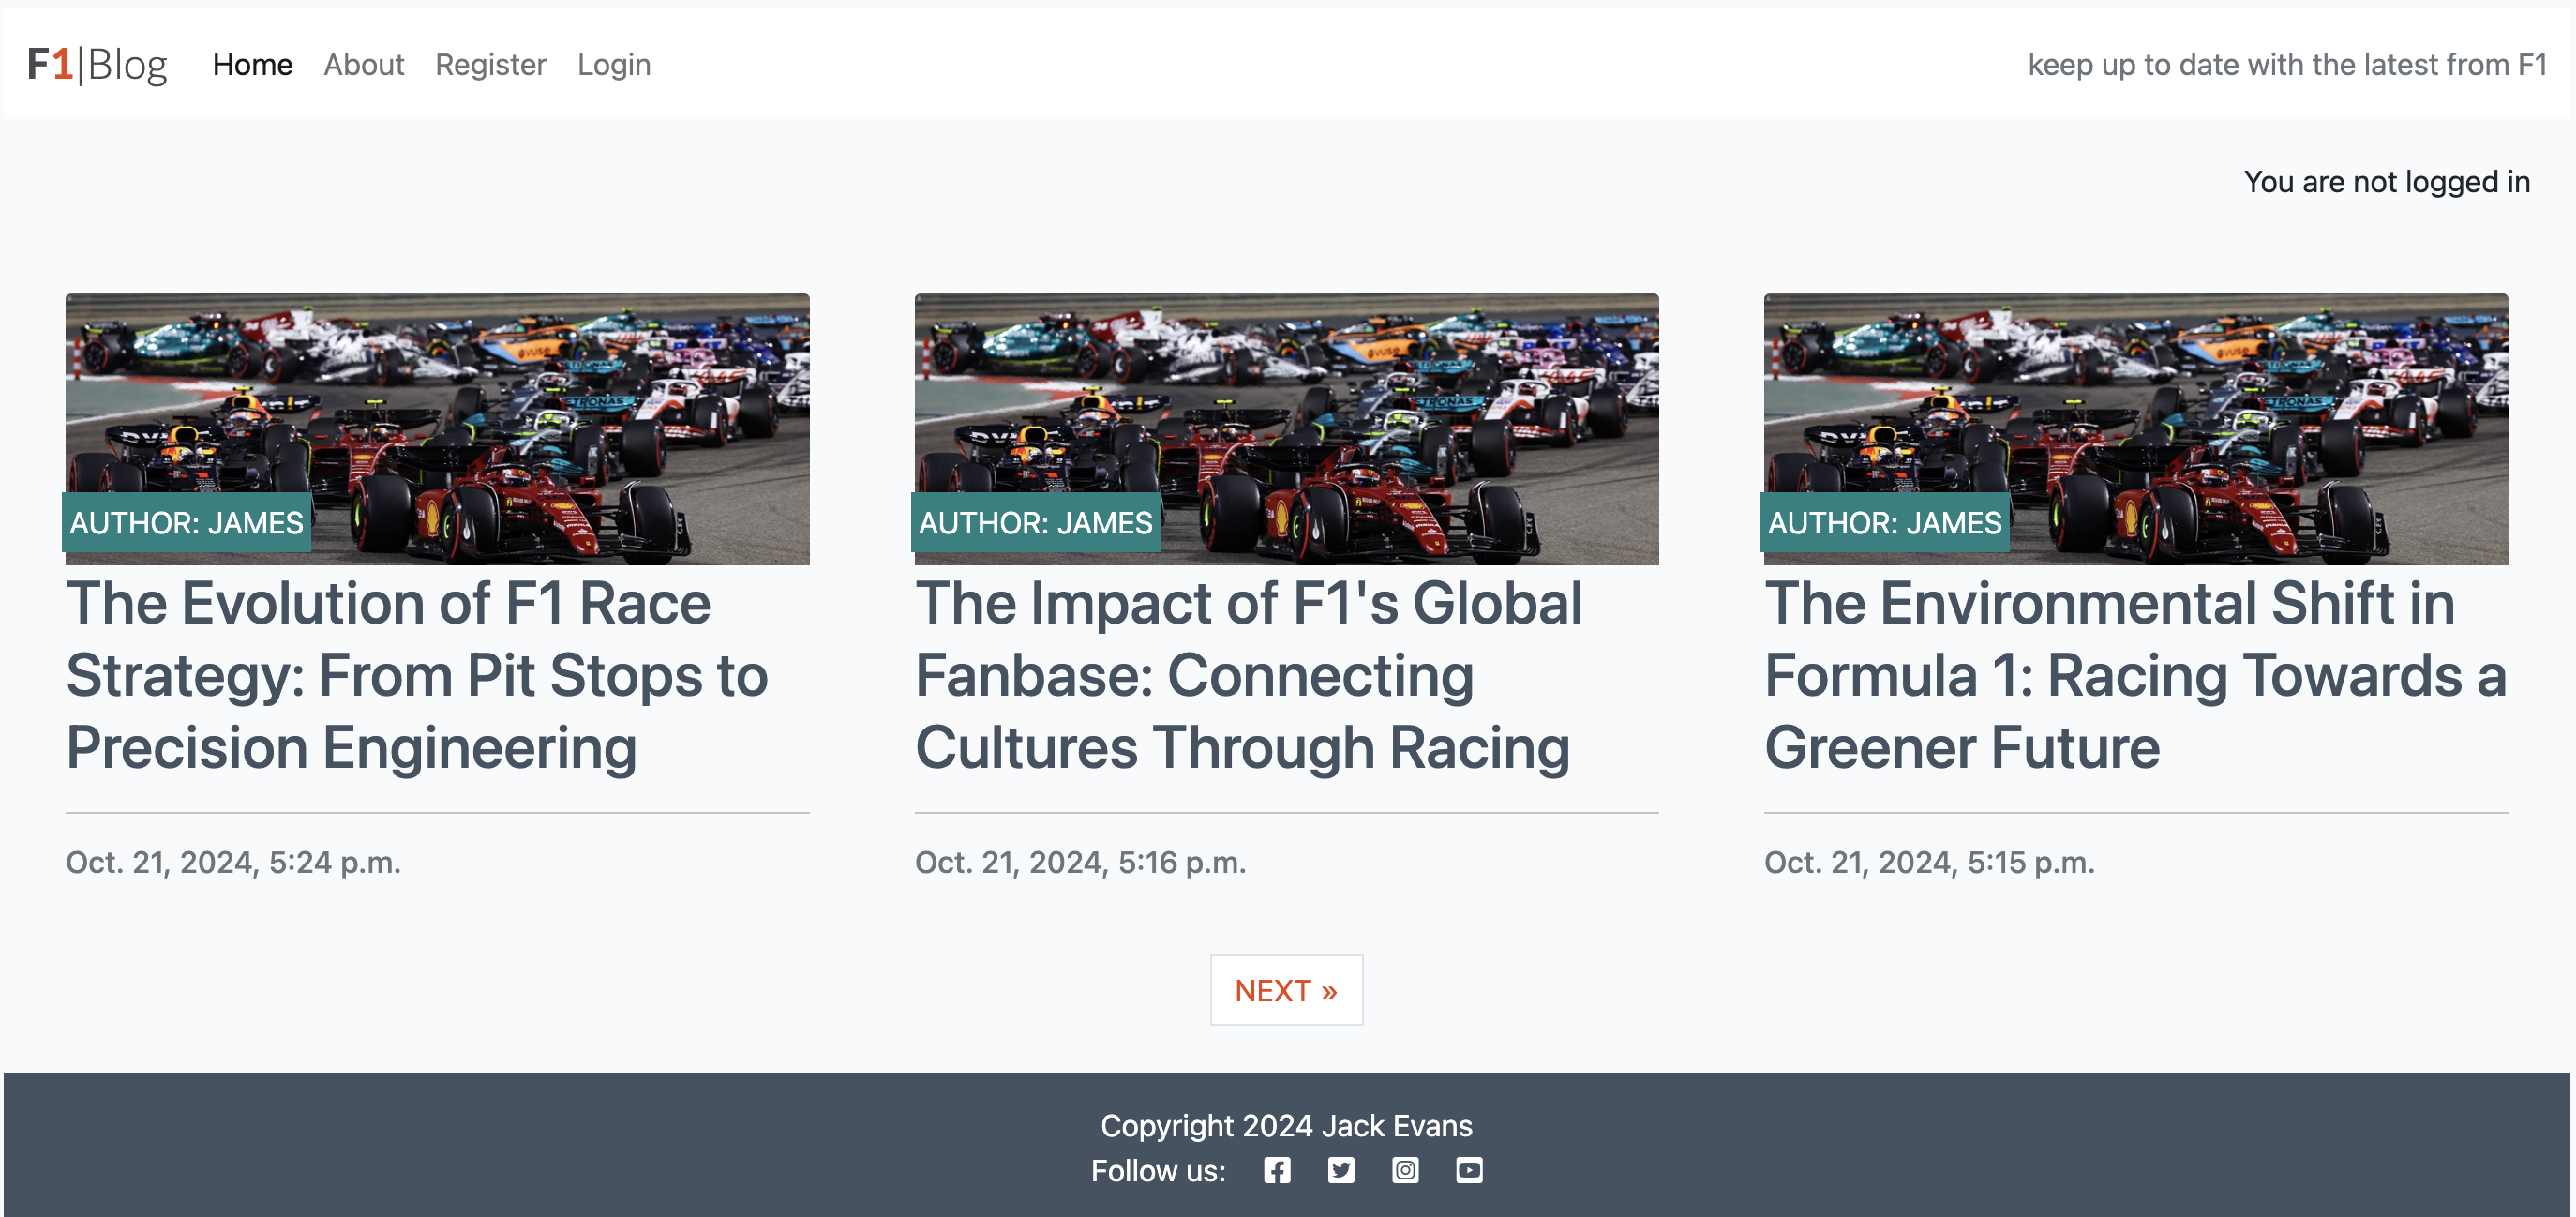 F1|Blog Home About Register Login keep up to date with the latest from F1
You are not logged in
AUTHOR: JAMES
The Evolution of F1 Race
Strategy: From Pit Stops to
Precision Engineering
Oct. 21, 2024, 5:24 p.m.
AUTHOR: JAMES
The Impact of F1's Global
Fanbase: Connecting
Cultures Through Racing
Oct. 21, 2024, 5:16 p.m.
AUTHOR: JAMES
The Environmental Shift in
Formula 1: Racing Towards a
Greener Future
Oct. 21, 2024, 5:15 p.m.
NEXT »
Copyright 2024 Jack Evans
Follow us: